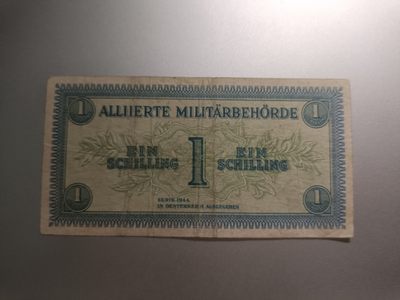 1 ALLIIERTE MILITÄRBEHÖRDE 1
EIN SCHILLING 1 EIN SCHILLING
SERIE 1944
1 IN OESTERREICH AUSGEGEBEN 1